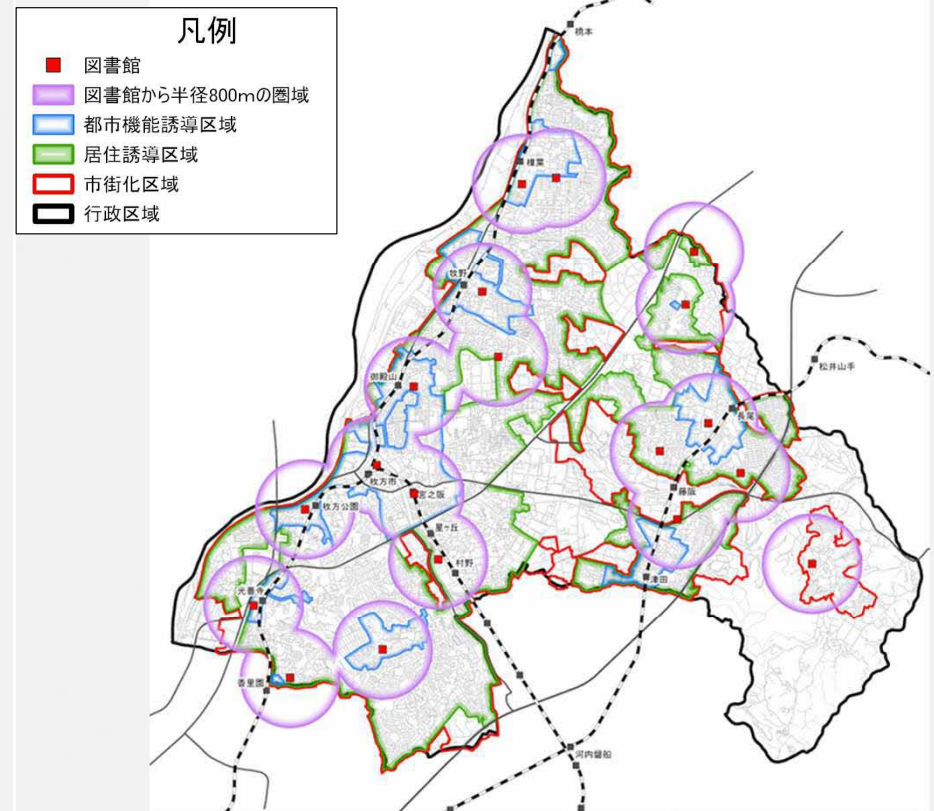 凡例
図書館
図書館から半径800mの圏域
都市機能誘導区域
居住誘導区域
市街化区域
行政区域
橋本
樟葉
牧野
松井山手
御殿山
長尾
枚方市
宮之阪
藤阪
枚方公園
星ヶ丘
村野
津田
光善寺
香里園
河内磐船